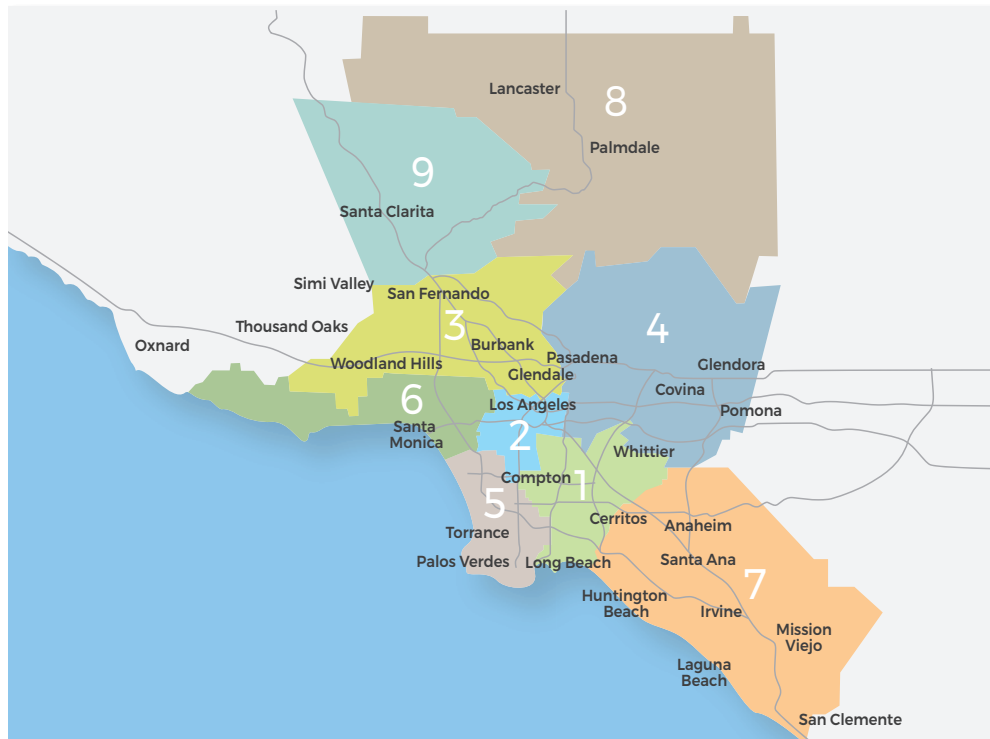 Lancaster
8
Palmdale
9
Santa Clarita
Simi Valley
San Fernando
Thousand Oaks
3
4
Oxnard
Burbank
Pasadena
Woodland Hills
Glendale
Glendora
Covina
6
Los Angeles
Pomona
Santa
Monica
2
Whittier
Compton
1
5
Cerritos
Anaheim
Torrance
Palos Verdes
Long Beach
Santa Ana
7
Huntington
Beach
Irvine
Mission
Viejo
Laguna
Beach
San Clemente